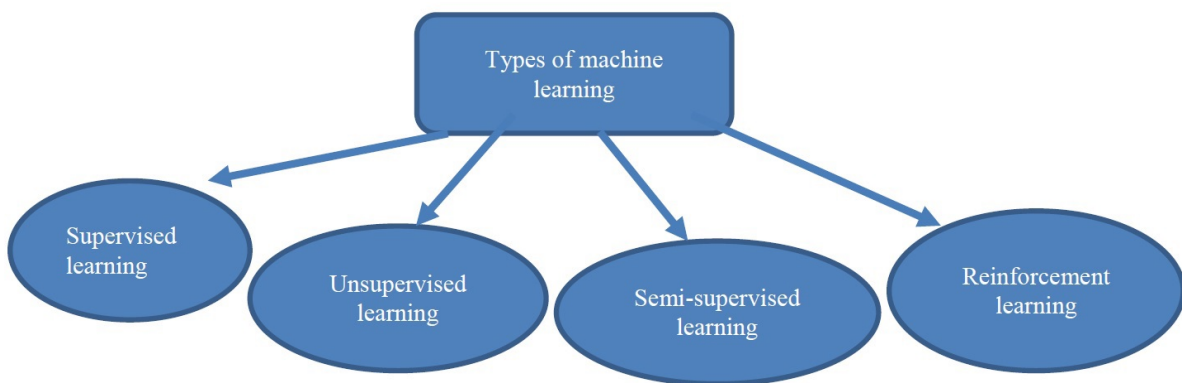 Types of machine
learning
Supervised
learning
Unsupervised
learning
Semi-supervised
learning
Reinforcement
learning